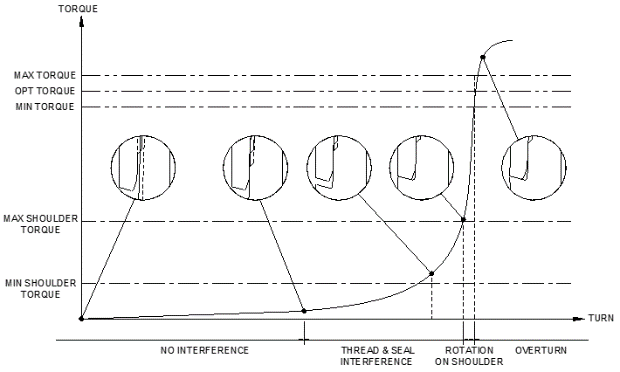 TORQUE
MAX TORQUE
OPT TORQUE
MIN TORQUE
MAX SHOULDER
TORQUE
MIN SHOULDER
TORQUE
TURN
NO INTERFERENCE
THREAD & SEAL
INTERFERENCE
ROTATION
ON SHOULDER
OVERTURN